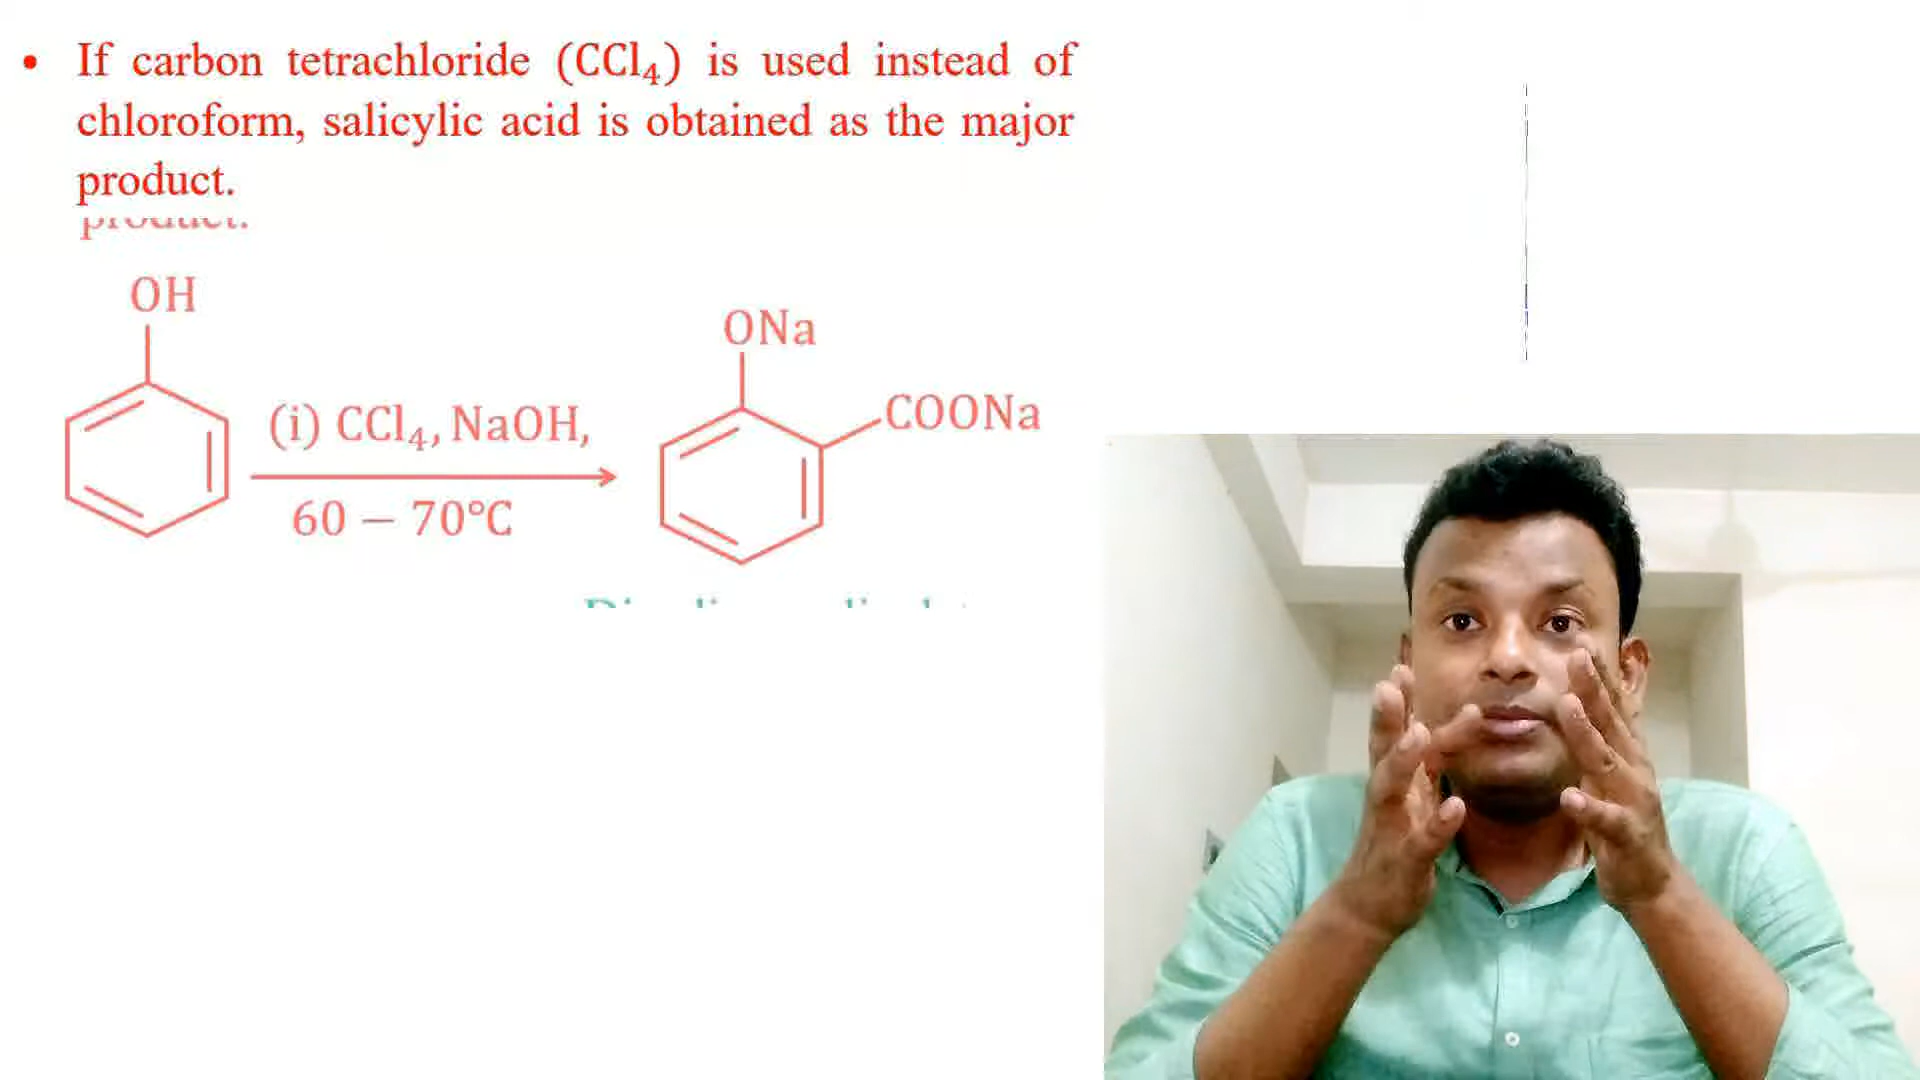 • If carbon tetrachloride (CCl₄) is used instead of
chloroform, salicylic acid is obtained as the major
product.
product.
OH
(i) CCl₄, NaOH,
60 – 70℃
ONa
COONa